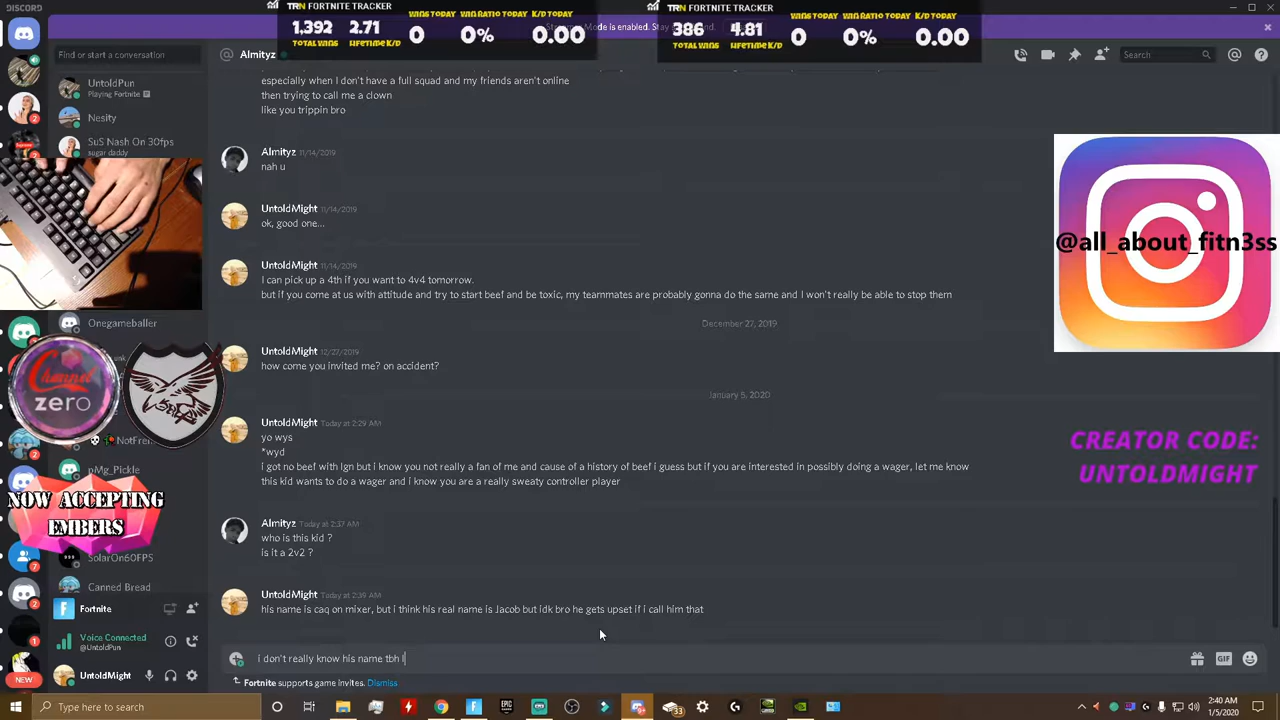 DISCORD
TRN FORTNITE TRACKER
1,392 2.71
TOTAL WINS LIFETIME K/D
WINS TODAY WIN RATIO TODAY K/D TODAY
0 0% 0.00
TRN FORTNITE TRACKER
386 4.81
TOTAL WINS LIFETIME K/D
WINS TODAY WIN RATIO TODAY K/D TODAY
0 0% 0.00
Mode is enabled.
Find or start a conversation
@ Almityz
Search
UntoldPun
Playing Fortnite
Nesity
SuS Nash On 30fps
sugar daddy
Onegameballer
unk
pMg_Pickle
SolarOn60FPS
Canned Bread
Channel
zero
NOW ACCEPTING
EMBERS
Fortnite
Voice Connected
@UntoldPun
UntoldMight
NEW
especially when I don't have a full squad and my friends aren't online
then trying to call me a clown
like you trippin bro
Almityz 11/14/2019
nah u
UntoldMight 11/14/2019
ok, good one...
UntoldMight 11/14/2019
I can pick up a 4th if you want to 4v4 tomorrow.
but if you come at us with attitude and try to start beef and be toxic, my teammates are probably gonna do the same and I won't really be able to stop them
December 27, 2019
UntoldMight 12/27/2019
how come you invited me? on accident?
January 5, 2020
UntoldMight Today at 2:29 AM
yo wys
*wyd
i got no beef with lgn but i know you not really a fan of me and cause of a history of beef i guess but if you are interested in possibly doing a wager, let me know
this kid wants to do a wager and i know you are a really sweaty controller player
Almityz Today at 2:37 AM
who is this kid ?
is it a 2v2 ?
UntoldMight Today at 2:39 AM
his name is caq on mixer, but i think his real name is Jacob but idk bro he gets upset if i call him that
i don't really know his name tbh l
GIF
Fortnite supports game invites. Dismiss
@all_about_fitn3ss
CREATOR CODE:
UNTOLDMIGHT
Type here to search
33
2:40 AM
1/5/2020